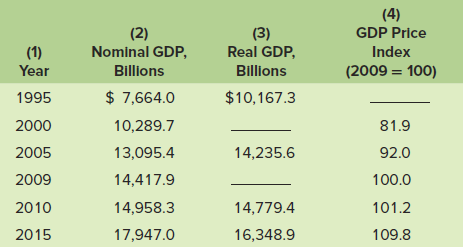 (1) Year (2) Nominal GDP, Billions (3) Real GDP, Billions (4) GDP Price Index (2009 = 100)
1995 $ 7,664.0 $10,167.3
2000 10,289.7 81.9
2005 13,095.4 14,235.6 92.0
2009 14,417.9 100.0
2010 14,958.3 14,779.4 101.2
2015 17,947.0 16,348.9 109.8